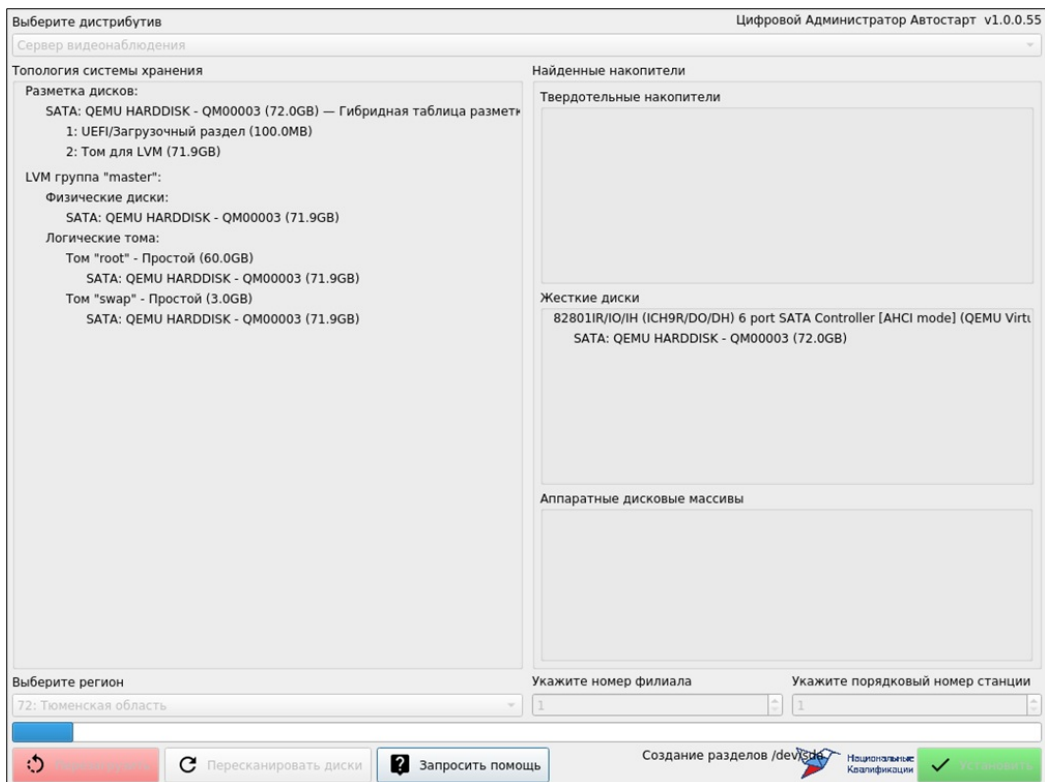 Выберите дистрибутив
Цифровой Администратор Автостарт v1.0.0.55
Сервер видеонаблюдения
Топология системы хранения
Разметка дисков:
SATA: QEMU HARDDISK - QM00003 (72.0GB) — Гибридная таблица разметк
1: UEFI/Загрузочный раздел (100.0MB)
2: Том для LVM (71.9GB)
LVM группа "master":
Физические диски:
SATA: QEMU HARDDISK - QM00003 (71.9GB)
Логические тома:
Том "root" - Простой (60.0GB)
SATA: QEMU HARDDISK - QM00003 (71.9GB)
Том "swap" - Простой (3.0GB)
SATA: QEMU HARDDISK - QM00003 (71.9GB)
Найденные накопители
Твердотельные накопители
Жесткие диски
82801IR/IO/IH (ICH9R/DO/DH) 6 port SATA Controller [AHCI mode] (QEMU Virtu
SATA: QEMU HARDDISK - QM00003 (72.0GB)
Аппаратные дисковые массивы
Выберите регион
72: Тюменская область
Укажите номер филиала
1
Укажите порядковый номер станции
1
Пересканировать диски
Запросить помощь
Создание разделов /dev/sda
Национальные
Квалификации